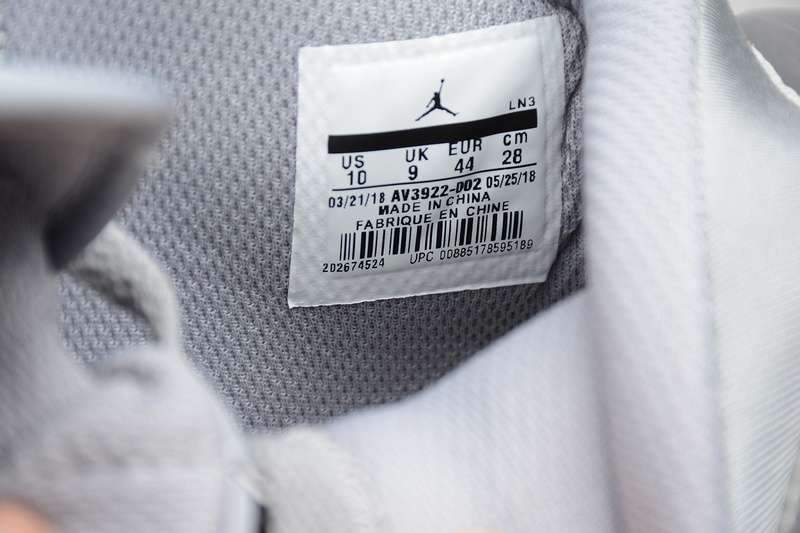 LN3
US UK EUR cm
10 9 44 28
03/21/18 AV3922-002 05/25/18
MADE IN CHINA
FABRIQUE EN CHINE
202674524 UPC 00885178595189